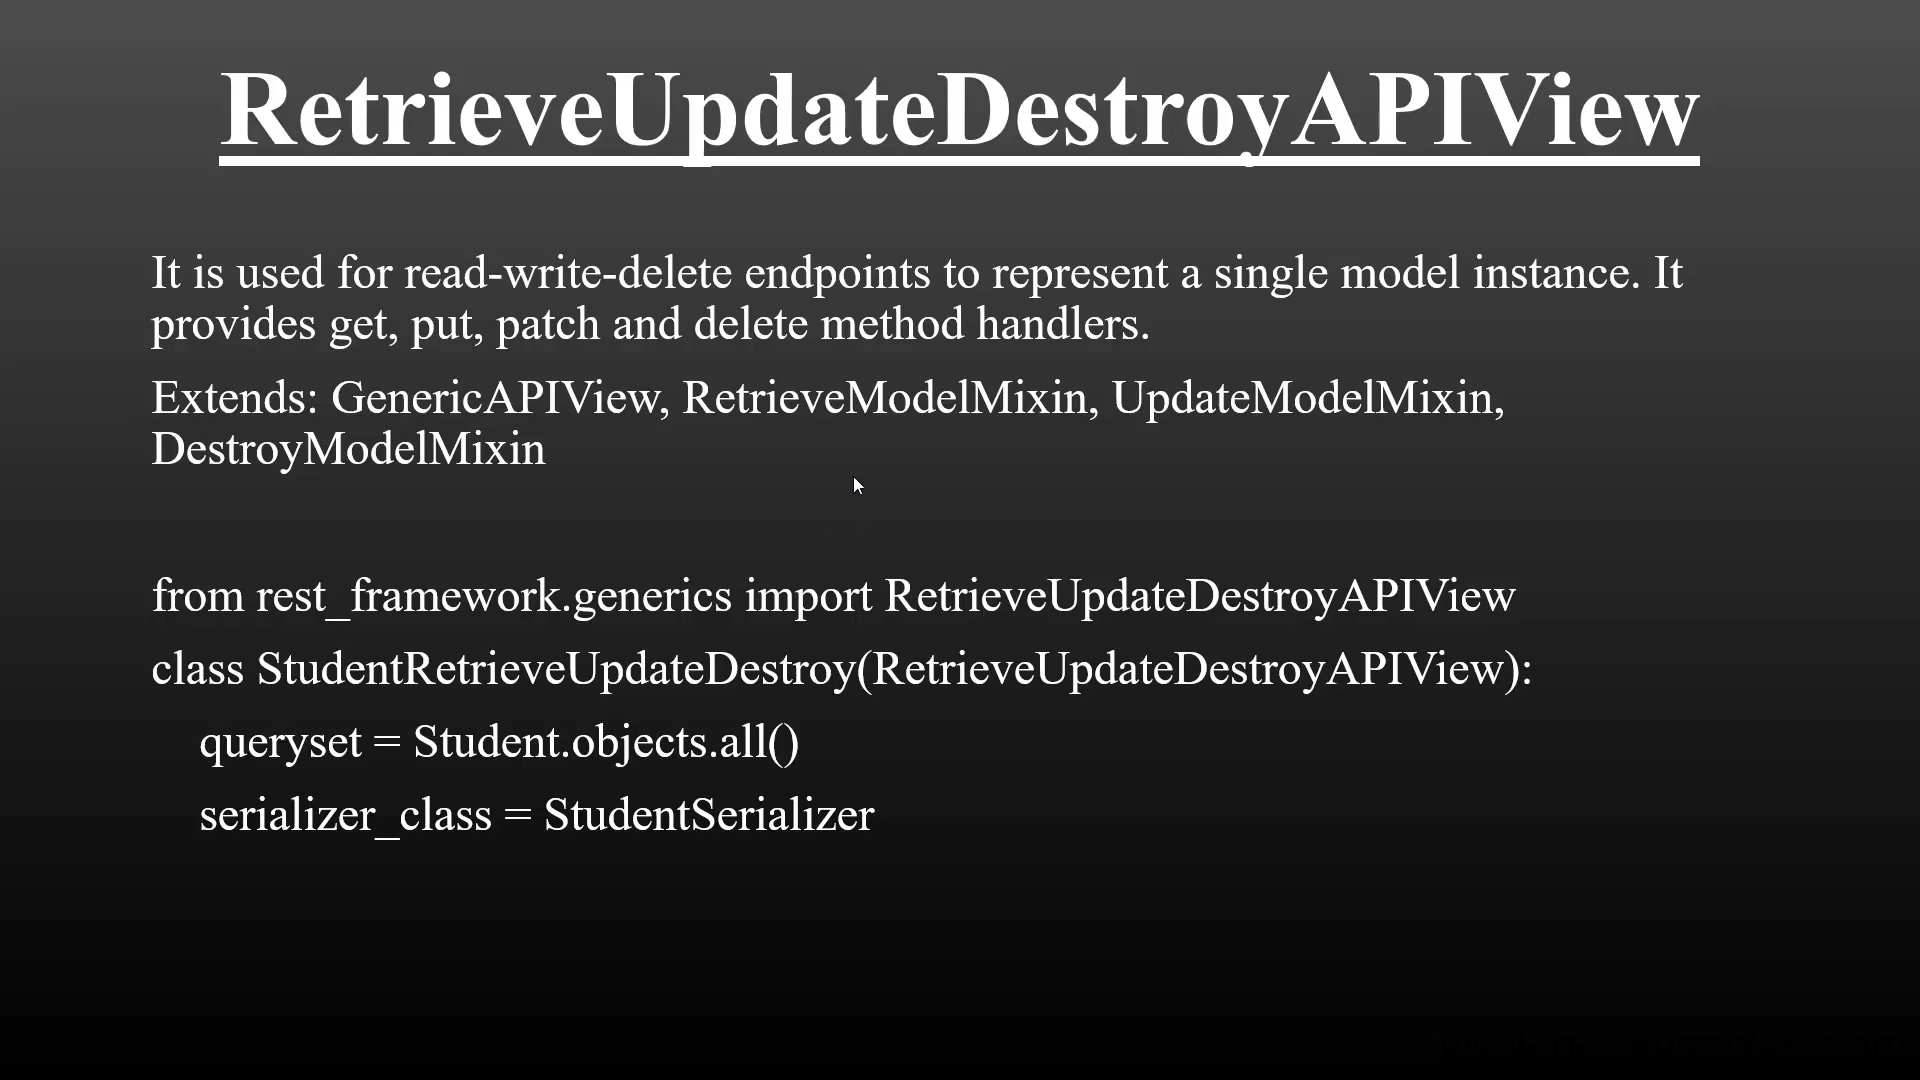 RetrieveUpdateDestroyAPIView
It is used for read-write-delete endpoints to represent a single model instance. It
provides get, put, patch and delete method handlers.
Extends: GenericAPIView, RetrieveModelMixin, UpdateModelMixin,
DestroyModelMixin
from rest_framework.generics import RetrieveUpdateDestroyAPIView
class StudentRetrieveUpdateDestroy(RetrieveUpdateDestroyAPIView):
queryset = Student.objects.all()
serializer_class = StudentSerializer